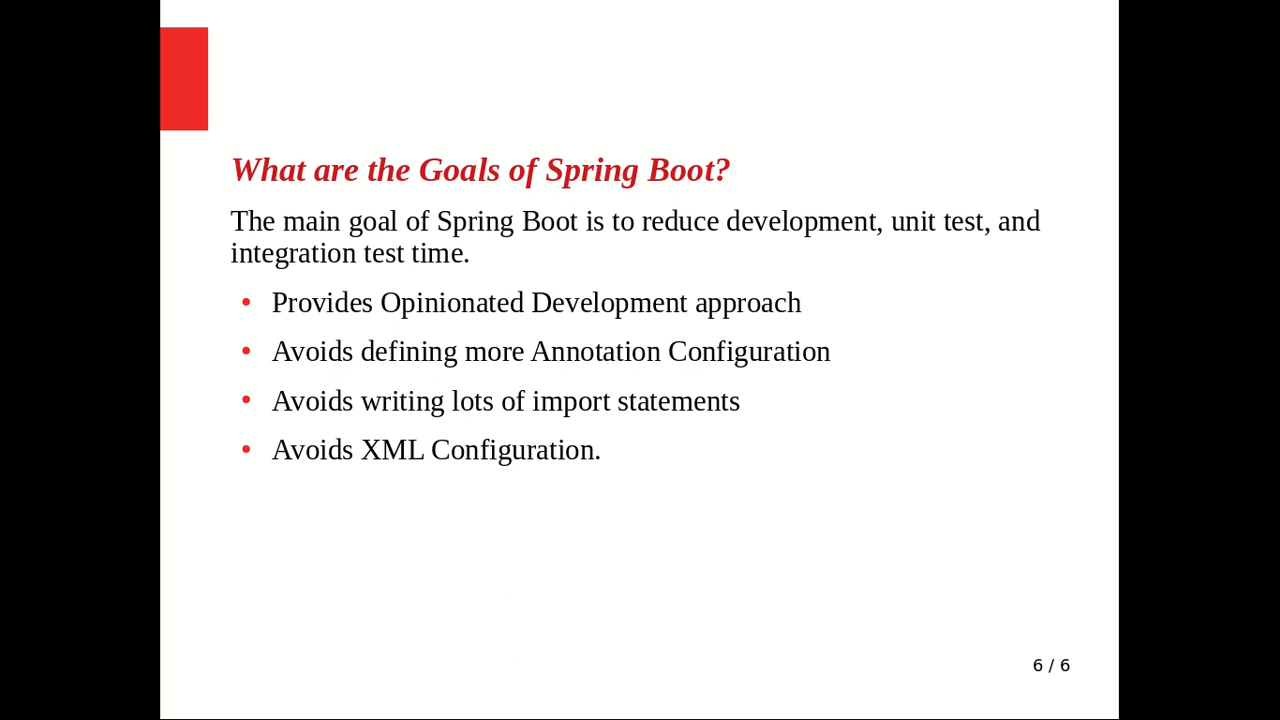 What are the Goals of Spring Boot?
The main goal of Spring Boot is to reduce development, unit test, and
integration test time.
• Provides Opinionated Development approach
• Avoids defining more Annotation Configuration
• Avoids writing lots of import statements
• Avoids XML Configuration.
6 / 6